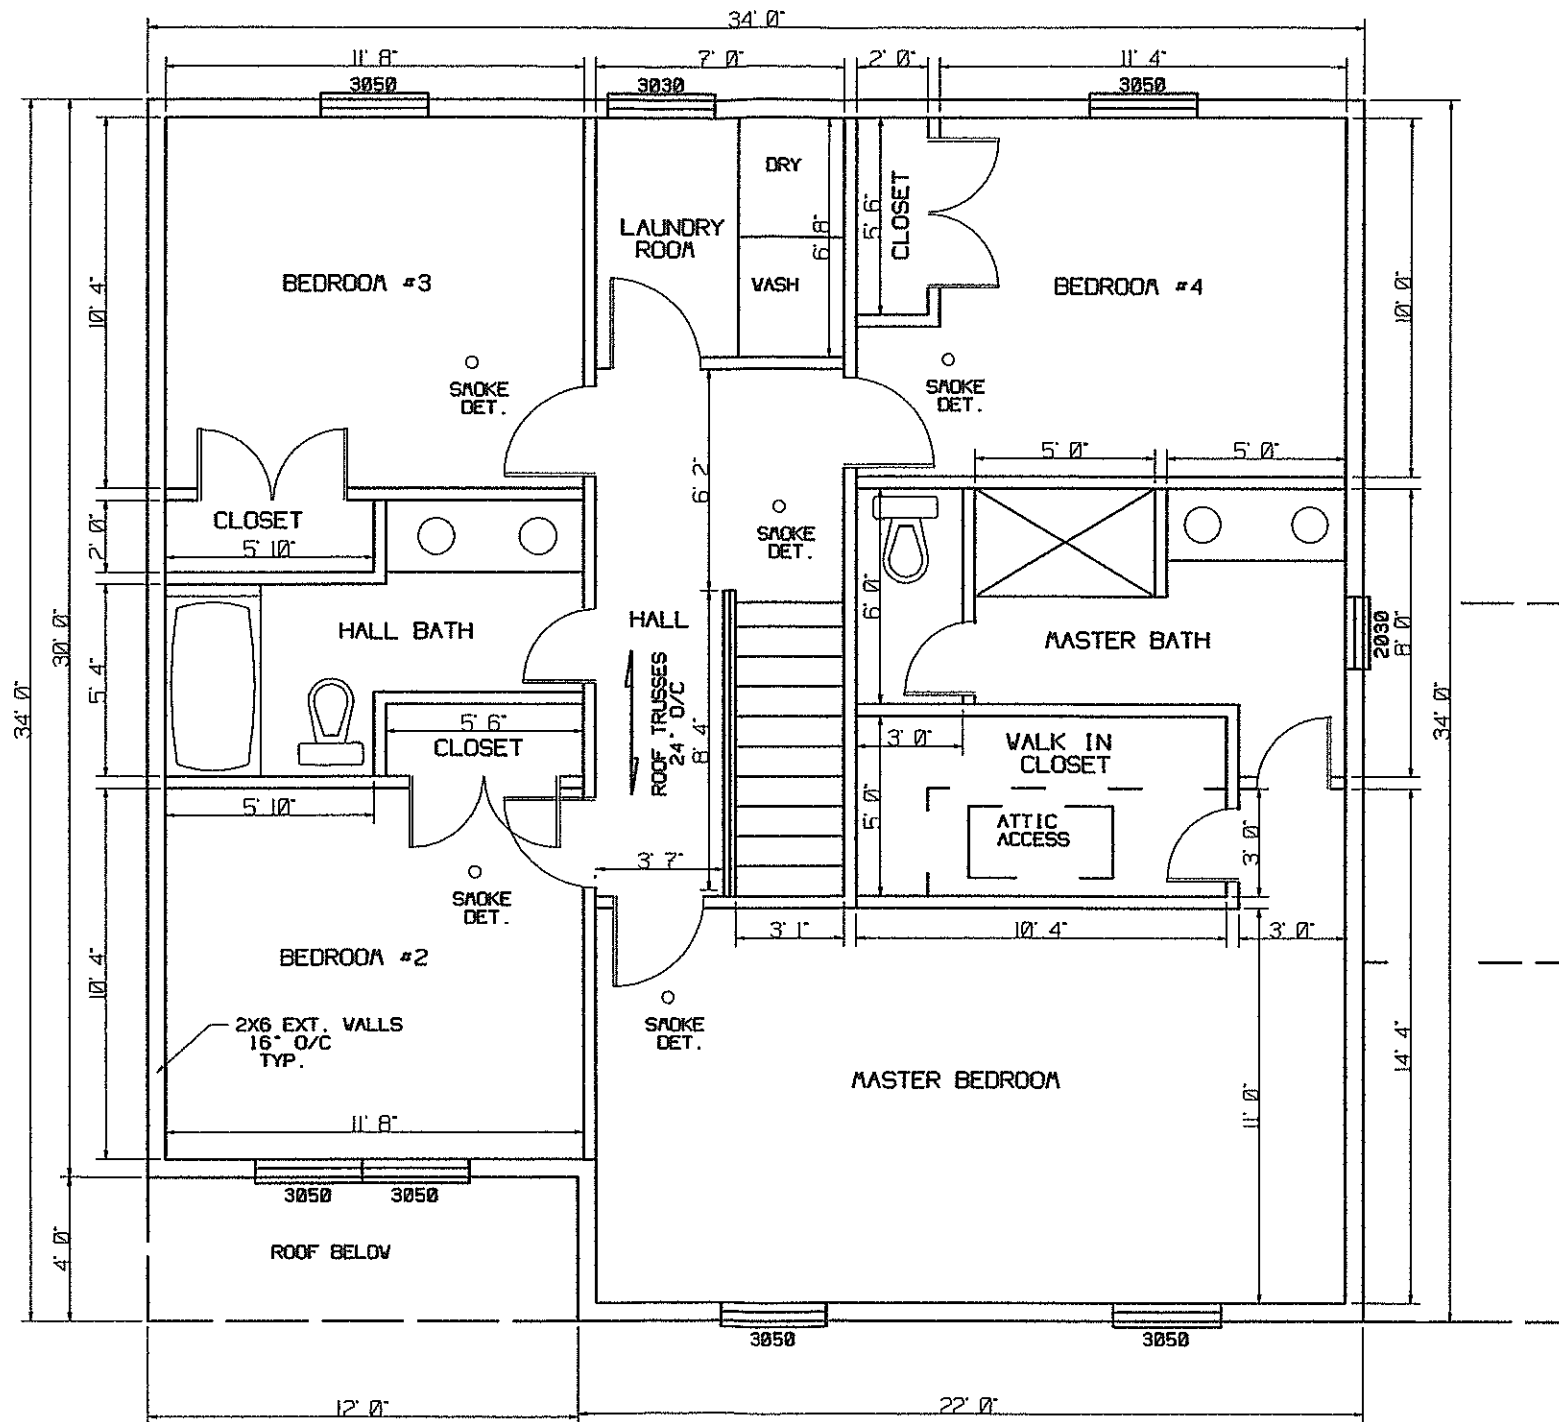 34' 0"
11' 8"
7' 0"
2' 0"
11' 4"
3050
3030
3050
DRY
LAUNDRY
ROOM
WASH
6' 8"
5' 6"
CLOSET
BEDROOM #3
BEDROOM #4
10' 4"
10' 0"
SMOKE
DET.
SMOKE
DET.
5' 0"
5' 0"
6' 2"
CLOSET
5' 10"
2' 0"
SMOKE
DET.
HALL BATH
HALL
6' 0"
MASTER BATH
2030
8' 0"
30' 0"
5' 4"
34' 0"
34' 0"
ROOF TRUSSES
24" O/C
8' 4"
5' 6"
CLOSET
3' 0"
WALK IN
CLOSET
5' 10"
5' 0"
ATTIC
ACCESS
3' 0"
3' 7"
SMOKE
DET.
3' 1"
10' 4"
3' 0"
BEDROOM #2
10' 4"
2X6 EXT. WALLS
16" O/C
TYP.
SMOKE
DET.
14' 4"
MASTER BEDROOM
11' 0"
11' 8"
3050
3050
ROOF BELOW
4' 0"
3050
3050
12' 0"
22' 0"